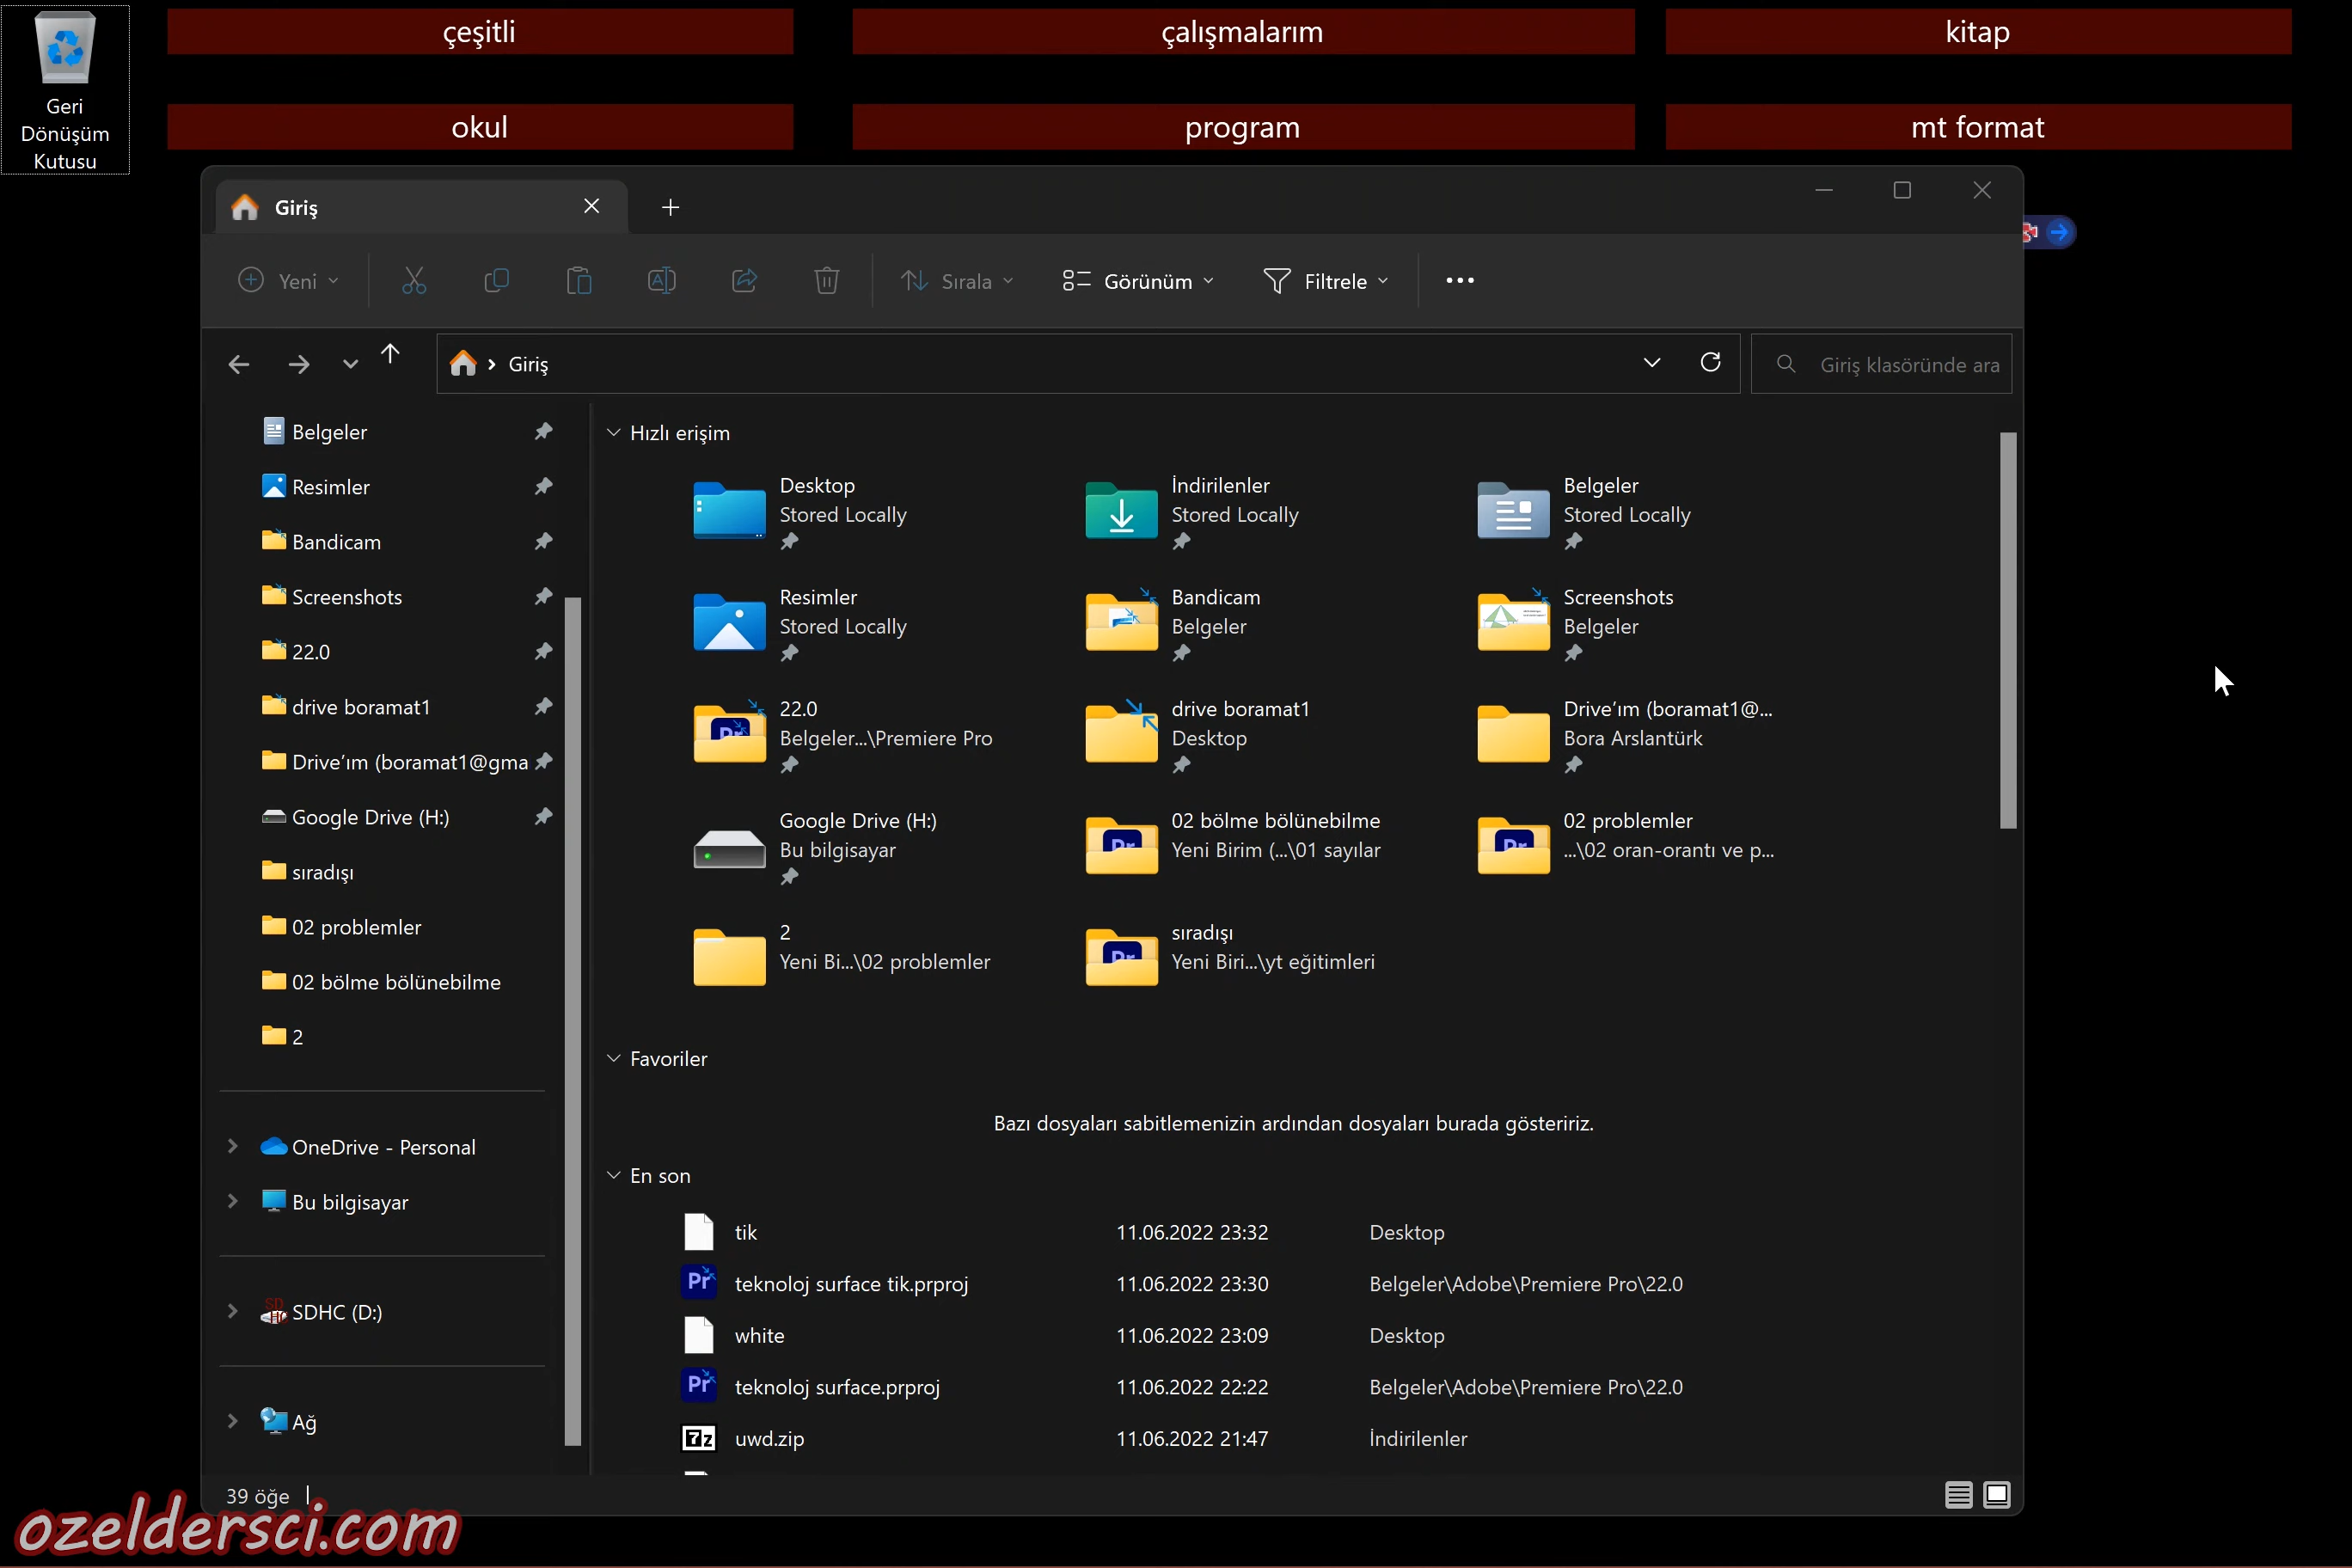 çeşitli
çalışmalarım
kitap
Geri
Dönüşüm
Kutusu
okul
program
mt format
Giriş
Yeni
Sırala
Görünüm
Filtrele
Giriş
Giriş klasöründe ara
Belgeler
Resimler
Bandicam
Screenshots
22.0
drive boramat1
Drive’ım (boramat1@gma
Google Drive (H:)
sıradışı
02 problemler
02 bölme bölünebilme
2
OneDrive - Personal
Bu bilgisayar
SDHC (D:)
Ağ
Hızlı erişim
Desktop
Stored Locally
İndirilenler
Stored Locally
Belgeler
Stored Locally
Resimler
Stored Locally
Bandicam
Belgeler
Screenshots
Belgeler
22.0
Belgeler...\Premiere Pro
drive boramat1
Desktop
Drive’ım (boramat1@...
Bora Arslantürk
Google Drive (H:)
Bu bilgisayar
02 bölme bölünebilme
Yeni Birim (...\01 sayılar
02 problemler
...\02 oran-orantı ve p...
2
Yeni Bi...\02 problemler
sıradışı
Yeni Biri...\yt eğitimleri
Favoriler
Bazı dosyaları sabitlemenizin ardından dosyaları burada gösteririz.
En son
tik 11.06.2022 23:32 Desktop
teknoloj surface tik.prproj 11.06.2022 23:30 Belgeler\Adobe\Premiere Pro\22.0
white 11.06.2022 23:09 Desktop
teknoloj surface.prproj 11.06.2022 22:22 Belgeler\Adobe\Premiere Pro\22.0
uwd.zip 11.06.2022 21:47 İndirilenler
39 öğe
ozeldersci.com